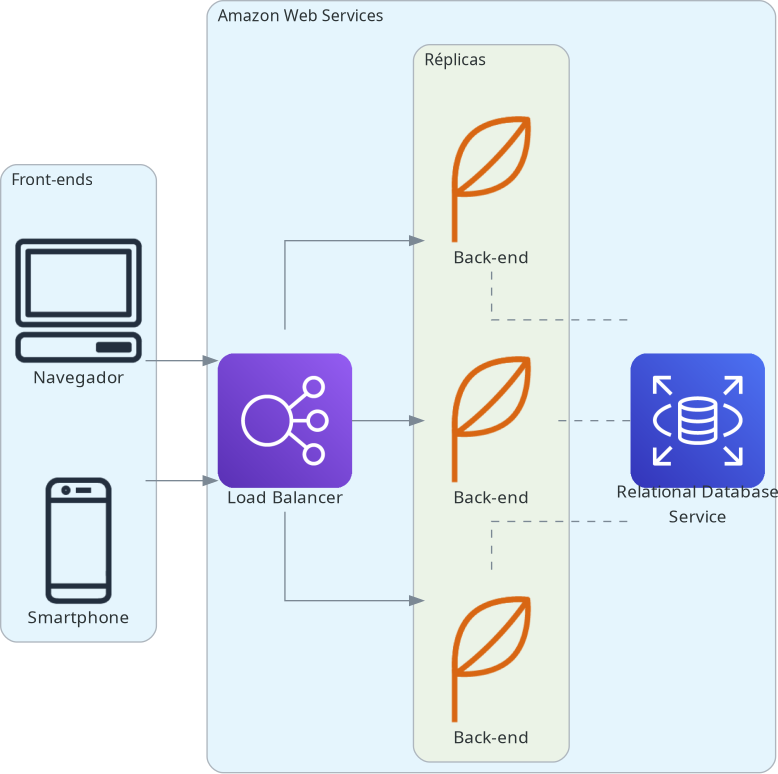 Amazon Web Services
Réplicas
Front-ends
Back-end
Navegador
Load Balancer
Back-end
Relational Database
Service
Smartphone
Back-end